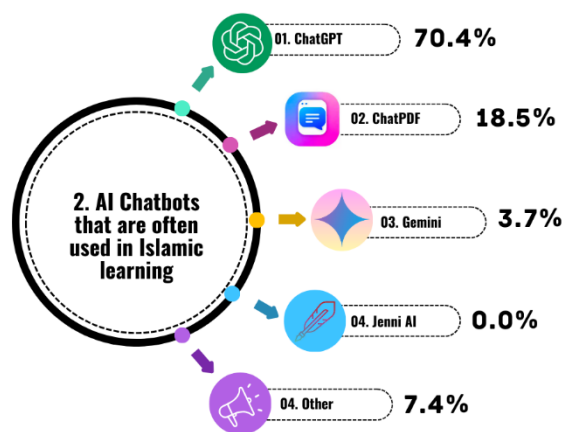 01. ChatGPT 70.4%
02. ChatPDF 18.5%
2. AI Chatbots
that are often
used in Islamic
learning
03. Gemini 3.7%
04. Jenni AI 0.0%
04. Other 7.4%